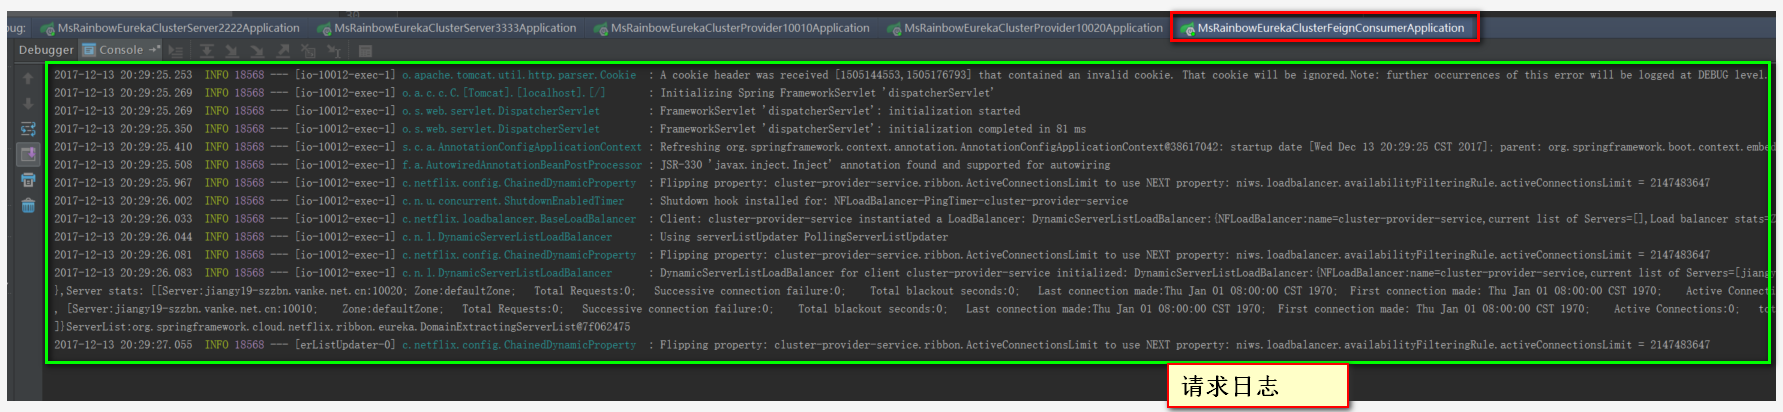 bug: MsRainbowEurekaClusterServer2222Application MsRainbowEurekaClusterServer3333Application MsRainbowEurekaClusterProvider10010Application MsRainbowEurekaClusterProvider10020Application MsRainbowEurekaClusterFeignConsumerApplication
Debugger Console
2017-12-13 20:29:25.253 INFO 18568 --- [io-10012-exec-1] o.apache.tomcat.util.http.parser.Cookie : A cookie header was received [1505144553,1505176793] that contained an invalid cookie. That cookie will be ignored.Note: further occurrences of this error will be logged at DEBUG level.
2017-12-13 20:29:25.269 INFO 18568 --- [io-10012-exec-1] o.a.c.c.C.[Tomcat].[localhost].[/] : Initializing Spring FrameworkServlet 'dispatcherServlet'
2017-12-13 20:29:25.269 INFO 18568 --- [io-10012-exec-1] o.s.web.servlet.DispatcherServlet : FrameworkServlet 'dispatcherServlet': initialization started
2017-12-13 20:29:25.350 INFO 18568 --- [io-10012-exec-1] o.s.web.servlet.DispatcherServlet : FrameworkServlet 'dispatcherServlet': initialization completed in 81 ms
2017-12-13 20:29:25.410 INFO 18568 --- [io-10012-exec-1] s.c.a.AnnotationConfigApplicationContext : Refreshing org.springframework.context.annotation.AnnotationConfigApplicationContext@38617042: startup date [Wed Dec 13 20:29:25 CST 2017]; parent: org.springframework.boot.context.embed
2017-12-13 20:29:25.508 INFO 18568 --- [io-10012-exec-1] f.a.AutowiredAnnotationBeanPostProcessor : JSR-330 'javax.inject.Inject' annotation found and supported for autowiring
2017-12-13 20:29:25.967 INFO 18568 --- [io-10012-exec-1] c.netflix.config.ChainedDynamicProperty : Flipping property: cluster-provider-service.ribbon.ActiveConnectionsLimit to use NEXT property: niws.loadbalancer.availabilityFilteringRule.activeConnectionsLimit = 2147483647
2017-12-13 20:29:26.002 INFO 18568 --- [io-10012-exec-1] c.n.u.concurrent.ShutdownEnabledTimer : Shutdown hook installed for: NFLoadBalancer-PingTimer-cluster-provider-service
2017-12-13 20:29:26.033 INFO 18568 --- [io-10012-exec-1] c.netflix.loadbalancer.BaseLoadBalancer : Client: cluster-provider-service instantiated a LoadBalancer: DynamicServerListLoadBalancer:{NFLoadBalancer:name=cluster-provider-service,current list of Servers=[],Load balancer stats=Z
2017-12-13 20:29:26.044 INFO 18568 --- [io-10012-exec-1] c.n.l.DynamicServerListLoadBalancer : Using serverListUpdater PollingServerListUpdater
2017-12-13 20:29:26.081 INFO 18568 --- [io-10012-exec-1] c.netflix.config.ChainedDynamicProperty : Flipping property: cluster-provider-service.ribbon.ActiveConnectionsLimit to use NEXT property: niws.loadbalancer.availabilityFilteringRule.activeConnectionsLimit = 2147483647
2017-12-13 20:29:26.083 INFO 18568 --- [io-10012-exec-1] c.n.l.DynamicServerListLoadBalancer : DynamicServerListLoadBalancer for client cluster-provider-service initialized: DynamicServerListLoadBalancer:{NFLoadBalancer:name=cluster-provider-service,current list of Servers=[jiangy
},Server stats: [[Server:jiangy19-szzbn.vanke.net.cn:10020; Zone:defaultZone; Total Requests:0; Successive connection failure:0; Total blackout seconds:0; Last connection made:Thu Jan 01 08:00:00 CST 1970; First connection made: Thu Jan 01 08:00:00 CST 1970; Active Connecti
, [Server:jiangy19-szzbn.vanke.net.cn:10010; Zone:defaultZone; Total Requests:0; Successive connection failure:0; Total blackout seconds:0; Last connection made:Thu Jan 01 08:00:00 CST 1970; First connection made: Thu Jan 01 08:00:00 CST 1970; Active Connections:0; tot
]}ServerList:org.springframework.cloud.netflix.ribbon.eureka.DomainExtractingServerList@7f062475
2017-12-13 20:29:27.055 INFO 18568 --- [erListUpdater-0] c.netflix.config.ChainedDynamicProperty : Flipping property: cluster-provider-service.ribbon.ActiveConnectionsLimit to use NEXT property: niws.loadbalancer.availabilityFilteringRule.activeConnectionsLimit = 2147483647
请求日志